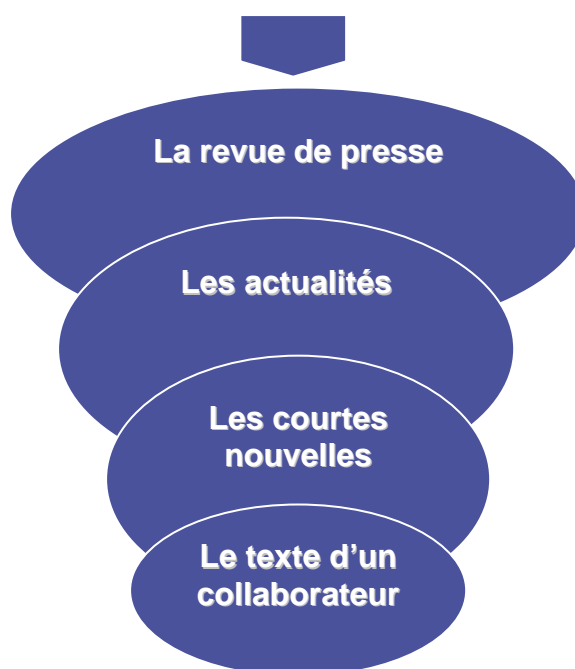 La revue de presse
Les actualités
Les courtes
nouvelles
Le texte d’un
collaborateur